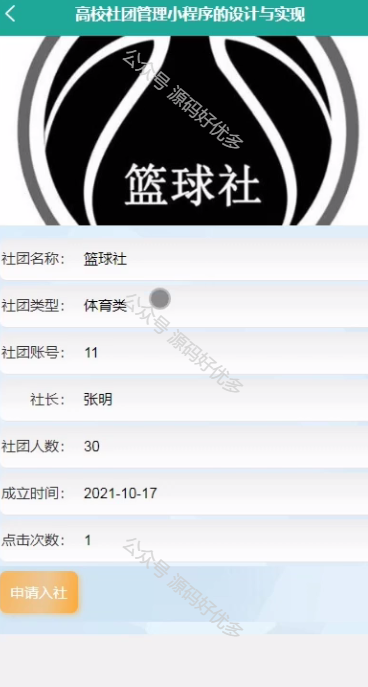 高校社团管理小程序的设计与实现
公众号 源码好优多
篮球社
社团名称： 篮球社
社团类型： 体育类
公众号 源码好优多
社团账号： 11
社长： 张明
社团人数： 30
成立时间： 2021-10-17
点击次数： 1
公众号 源码好优多
申请入社